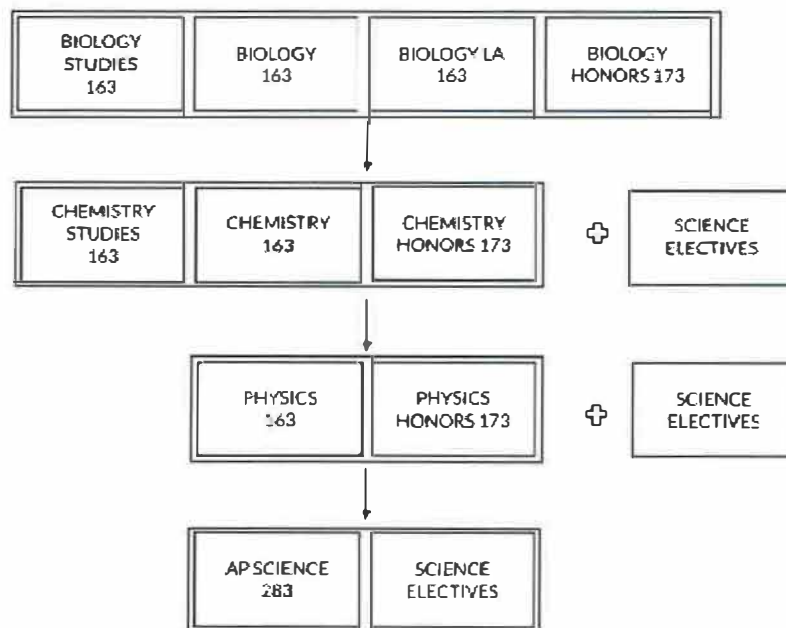 BIOLOGY
STUDIES
163
BIOLOGY
163
BIOLOGY LA
163
BIOLOGY
HONORS 173
CHEMISTRY
STUDIES
163
CHEMISTRY
163
CHEMISTRY
HONORS 173
SCIENCE
ELECTIVES
PHYSICS
163
PHYSICS
HONORS 173
SCIENCE
ELECTIVES
AP SCIENCE
283
SCIENCE
ELECTIVES